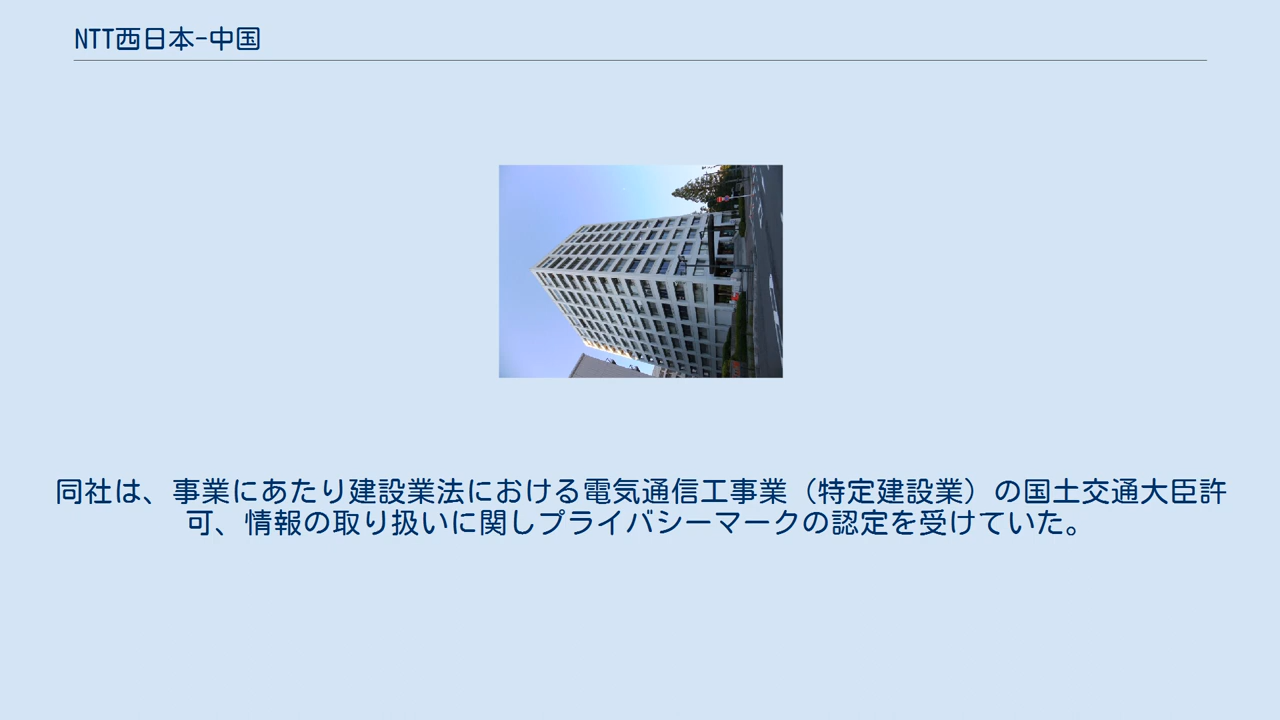 NTT西日本-中国
同社は、事業にあたり建設業法における電気通信工事業（特定建設業）の国土交通大臣許
可、情報の取り扱いに関しプライバシーマークの認定を受けていた。